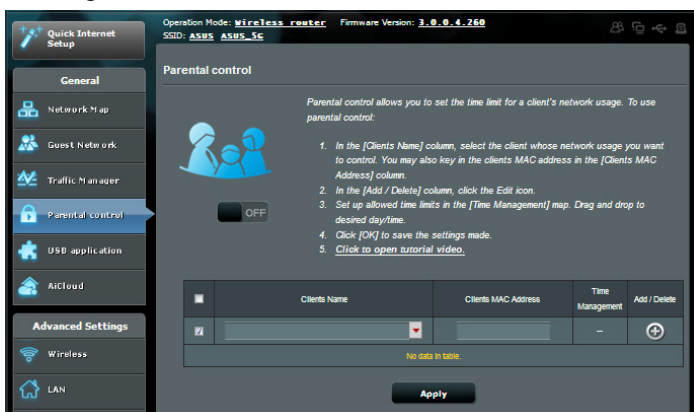 Operation Mode: Wireless router Firmware Version: 3.0.0.4.260
SSID: ASUS ASUS_5G
Quick Internet
Setup
General
Network Map
Guest Network
Traffic Manager
Parental control
USB application
AiCloud
Advanced Settings
Wireless
LAN
Parental control
Parental control allows you to set the time limit for a client's network usage. To use
parental control:
1. In the [Clients Name] column, select the client whose network usage you want
to control. You may also key in the clients MAC address in the [Clients MAC
Address] column.
2. In the [Add / Delete] column, click the Edit icon.
3. Set up allowed time limits in the [Time Management] map. Drag and drop to
desired day/time.
4. Click [OK] to save the settings made.
5. Click to open tutorial video.
OFF
Clients Name Clients MAC Address Time Management Add / Delete
–
No data in table.
Apply